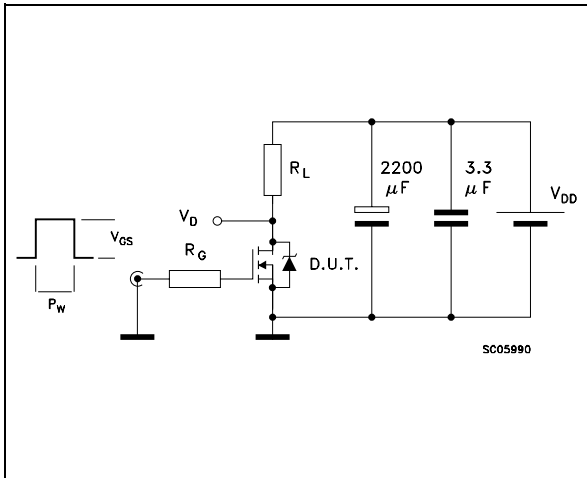 R_L
2200
µF
3.3
µF
V_DD
V_D
V_GS
R_G
D.U.T.
P_W
SC05990